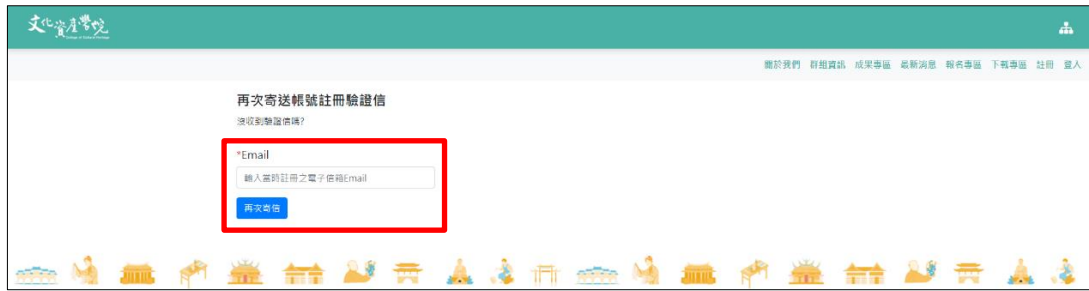 文化資產學院
關於我們 群組資訊 成果專區 最新消息 報名專區 下載專區 註冊 登入
再次寄送帳號註冊驗證信
沒收到驗證信嗎?
*Email
輸入當時註冊之電子信箱Email
再次寄信